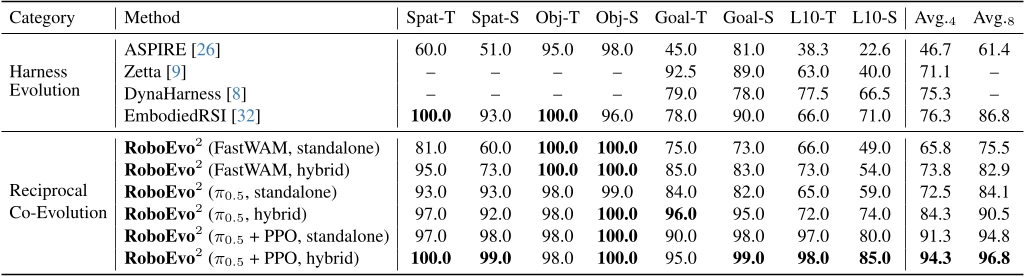 Category Method Spat-T Spat-S Obj-T Obj-S Goal-T Goal-S L10-T L10-S Avg.₄ Avg.₈
Harness Evolution
ASPIRE [26] 60.0 51.0 95.0 98.0 45.0 81.0 38.3 22.6 46.7 61.4
Zetta [9] – – – – 92.5 89.0 63.0 40.0 71.1 –
DynaHarness [8] – – – – 79.0 78.0 77.5 66.5 75.3 –
EmbodiedRSI [32] 100.0 93.0 100.0 96.0 78.0 90.0 66.0 71.0 76.3 86.8
Reciprocal Co-Evolution
RoboEvo² (FastWAM, standalone) 81.0 60.0 100.0 100.0 75.0 73.0 66.0 49.0 65.8 75.5
RoboEvo² (FastWAM, hybrid) 95.0 73.0 100.0 100.0 85.0 83.0 73.0 54.0 73.8 82.9
RoboEvo² (π₀.₅, standalone) 93.0 93.0 98.0 99.0 84.0 82.0 65.0 59.0 72.5 84.1
RoboEvo² (π₀.₅, hybrid) 97.0 92.0 98.0 100.0 96.0 95.0 72.0 74.0 84.3 90.5
RoboEvo² (π₀.₅ + PPO, standalone) 97.0 98.0 98.0 100.0 90.0 98.0 97.0 80.0 91.3 94.8
RoboEvo² (π₀.₅ + PPO, hybrid) 100.0 99.0 98.0 100.0 95.0 99.0 98.0 85.0 94.3 96.8